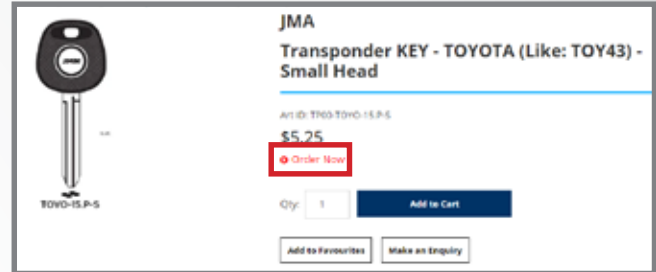 JMA
Transponder KEY - TOYOTA (Like: TOY43) -
Small Head
Art ID: TP00-TOYO-15.P-S
$5.25
Order Now
TOYO-15.P-S
Qty: 1 Add to Cart
Add to Favourites Make an Enquiry